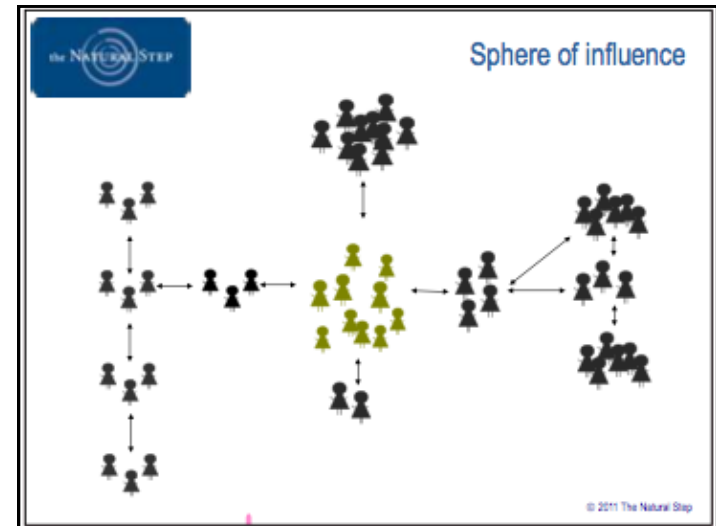 the NATURAL STEP
Sphere of influence
© 2011 The Natural Step